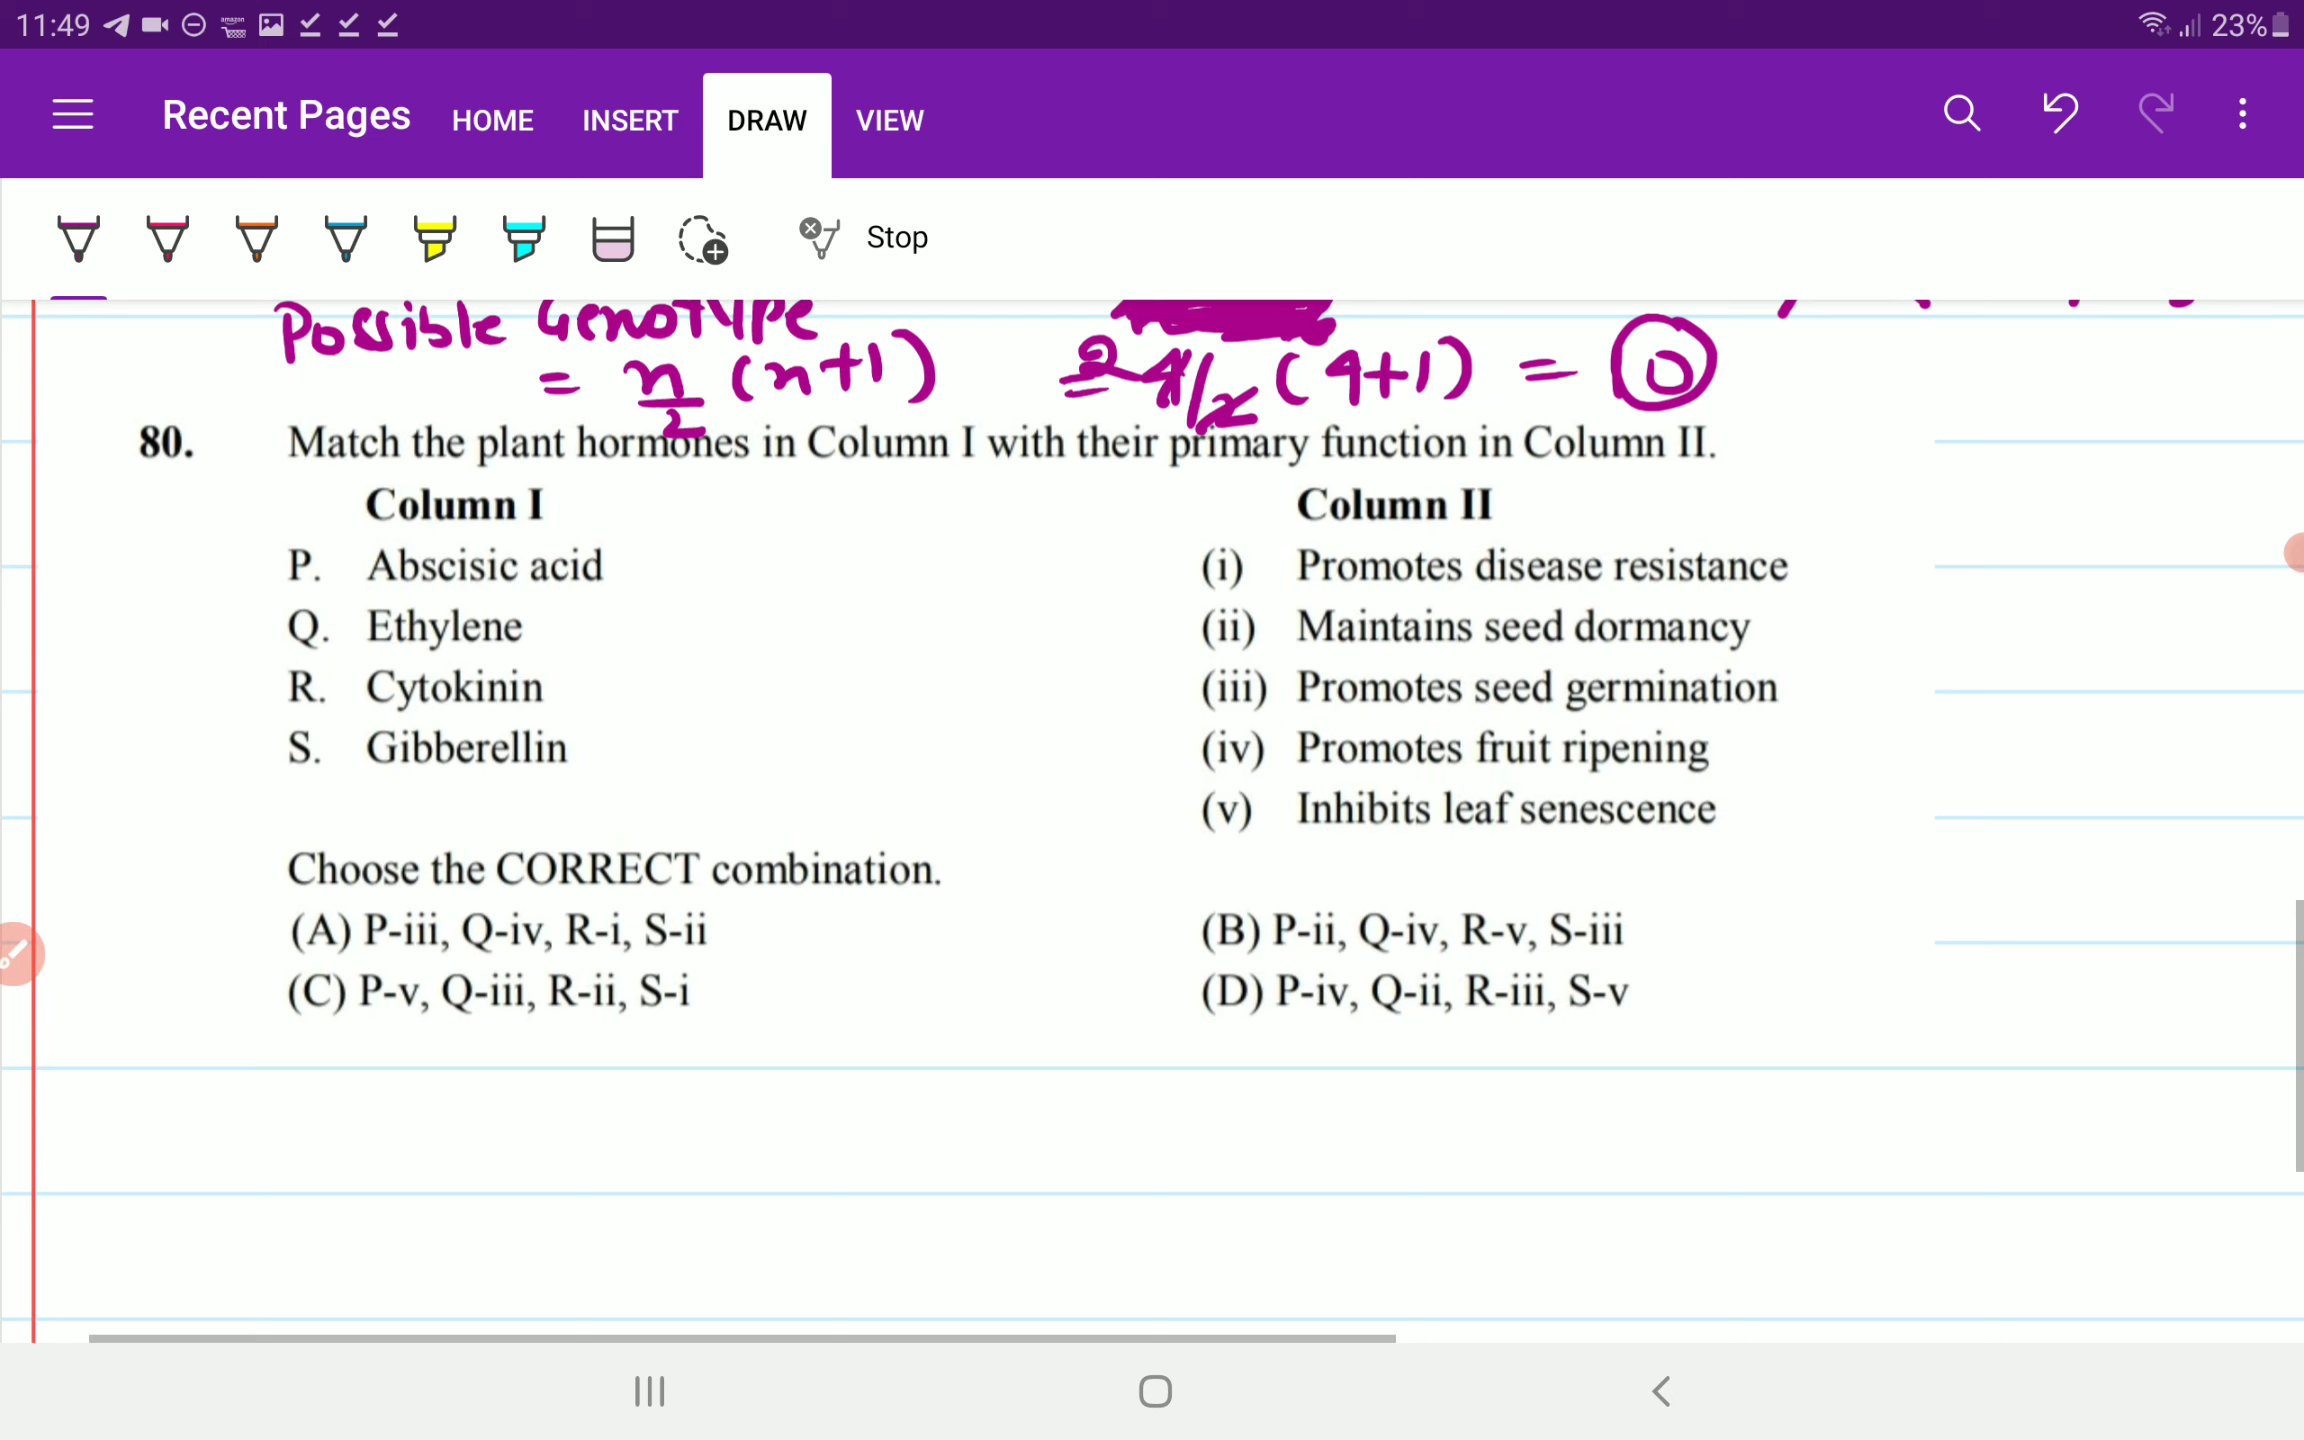 11:49 23%
Recent Pages HOME INSERT DRAW VIEW
Stop
Possible Genotype
= n/2 (n+1) = 4/2 (4+1) = 10
80. Match the plant hormones in Column I with their primary function in Column II.
Column I Column II
P. Abscisic acid (i) Promotes disease resistance
Q. Ethylene (ii) Maintains seed dormancy
R. Cytokinin (iii) Promotes seed germination
S. Gibberellin (iv) Promotes fruit ripening
(v) Inhibits leaf senescence
Choose the CORRECT combination.
(A) P-iii, Q-iv, R-i, S-ii (B) P-ii, Q-iv, R-v, S-iii
(C) P-v, Q-iii, R-ii, S-i (D) P-iv, Q-ii, R-iii, S-v